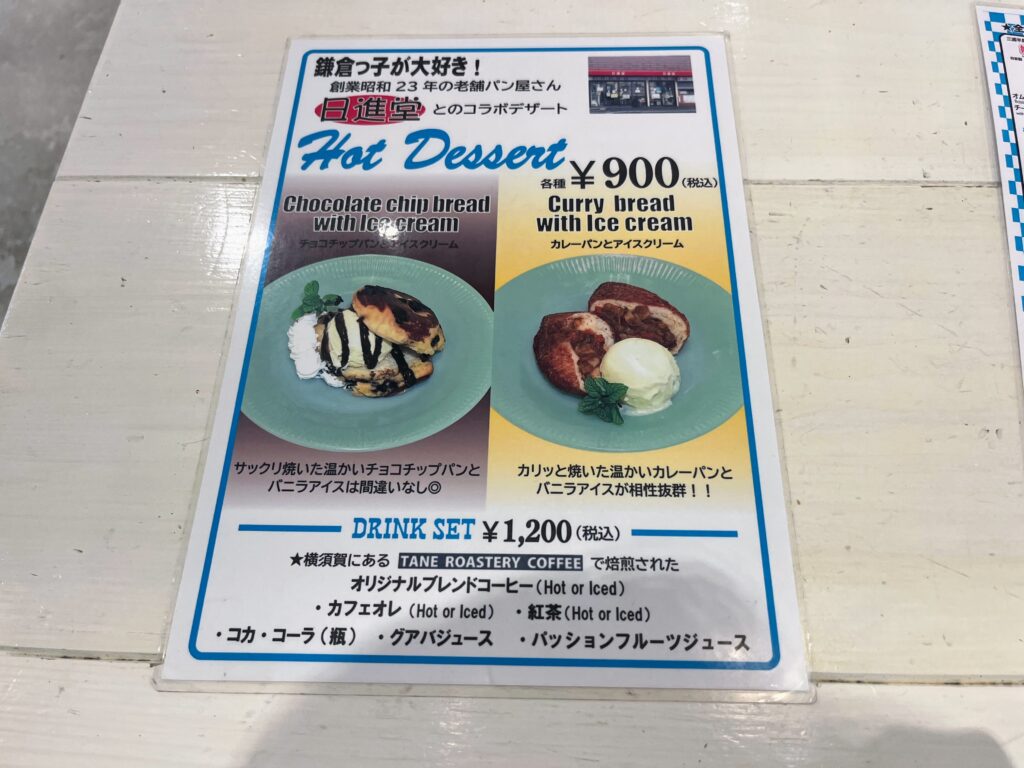 鎌倉っ子が大好き！
創業昭和 23 年の老舗パン屋さん
日進堂 とのコラボデザート
Hot Dessert
各種 ￥900 (税込)
Chocolate chip bread
with Ice cream
チョコチップパンとアイスクリーム
Curry bread
with Ice cream
カレーパンとアイスクリーム
サックリ焼いた温かいチョコチップパンと
バニラアイスは間違いなし◎
カリッと焼いた温かいカレーパンと
バニラアイスが相性抜群！！
DRINK SET ￥1,200 (税込)
★横須賀にある TANE ROASTERY COFFEE で焙煎された
オリジナルブレンドコーヒー (Hot or Iced)
・カフェオレ (Hot or Iced) ・紅茶 (Hot or Iced)
・コカ・コーラ（瓶） ・グアバジュース ・パッションフルーツジュース